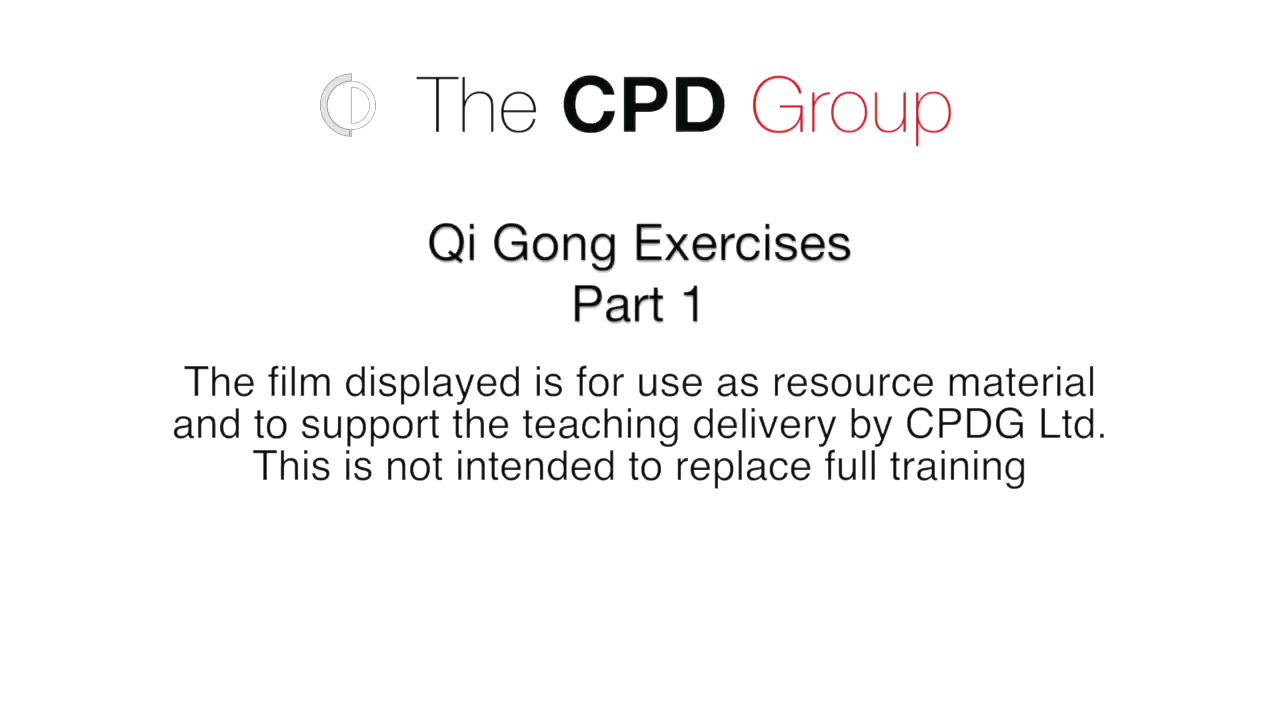 The CPD Group
Qi Gong Exercises
Part 1
The film displayed is for use as resource material
and to support the teaching delivery by CPDG Ltd.
This is not intended to replace full training